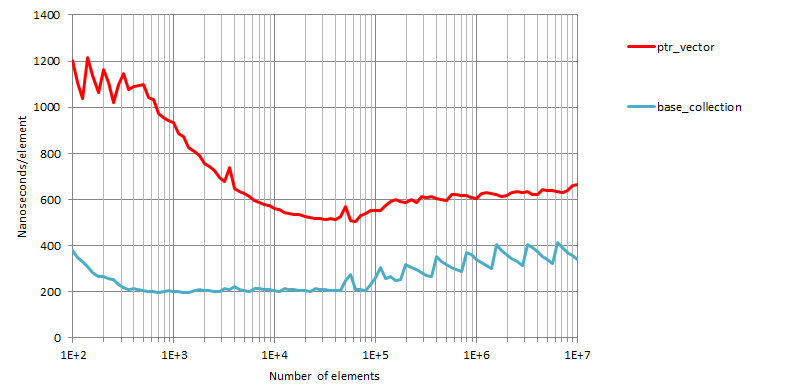 1400
1200
1000
800
600
400
200
0
Nanoseconds/element
1E+2
1E+3
1E+4
1E+5
1E+6
1E+7
Number of elements
ptr_vector
base_collection